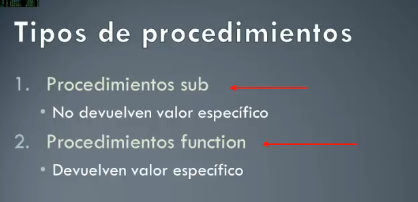 Tipos de procedimientos
1. Procedimientos sub
• No devuelven valor específico
2. Procedimientos function
• Devuelven valor específico